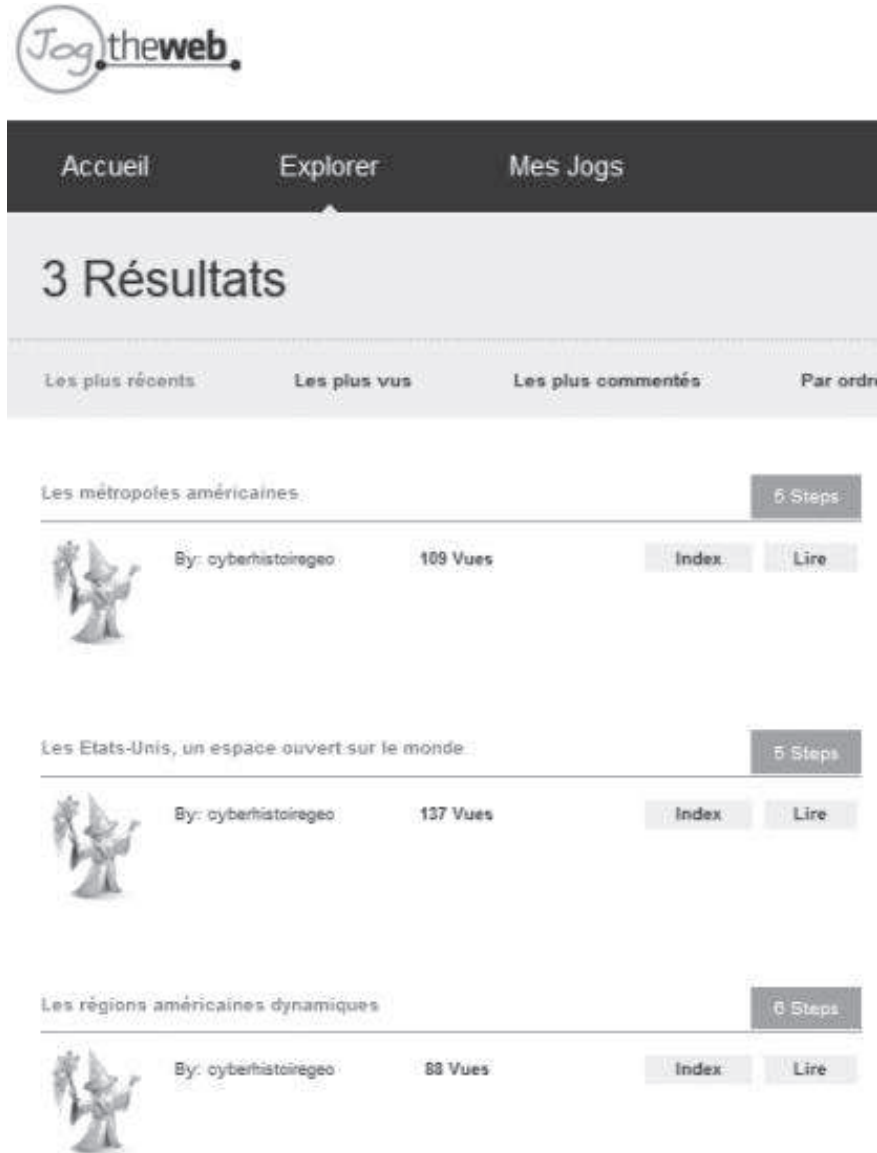 Jog theweb
Accueil Explorer Mes Jogs
3 Résultats
Les plus récents Les plus vus Les plus commentés Par ordre
Les métropoles américaines 5 Steps
By: cyberhistoiregeo 109 Vues Index Lire
Les Etats-Unis, un espace ouvert sur le monde 5 Steps
By: cyberhistoiregeo 137 Vues Index Lire
Les régions américaines dynamiques 6 Steps
By: cyberhistoiregeo 88 Vues Index Lire